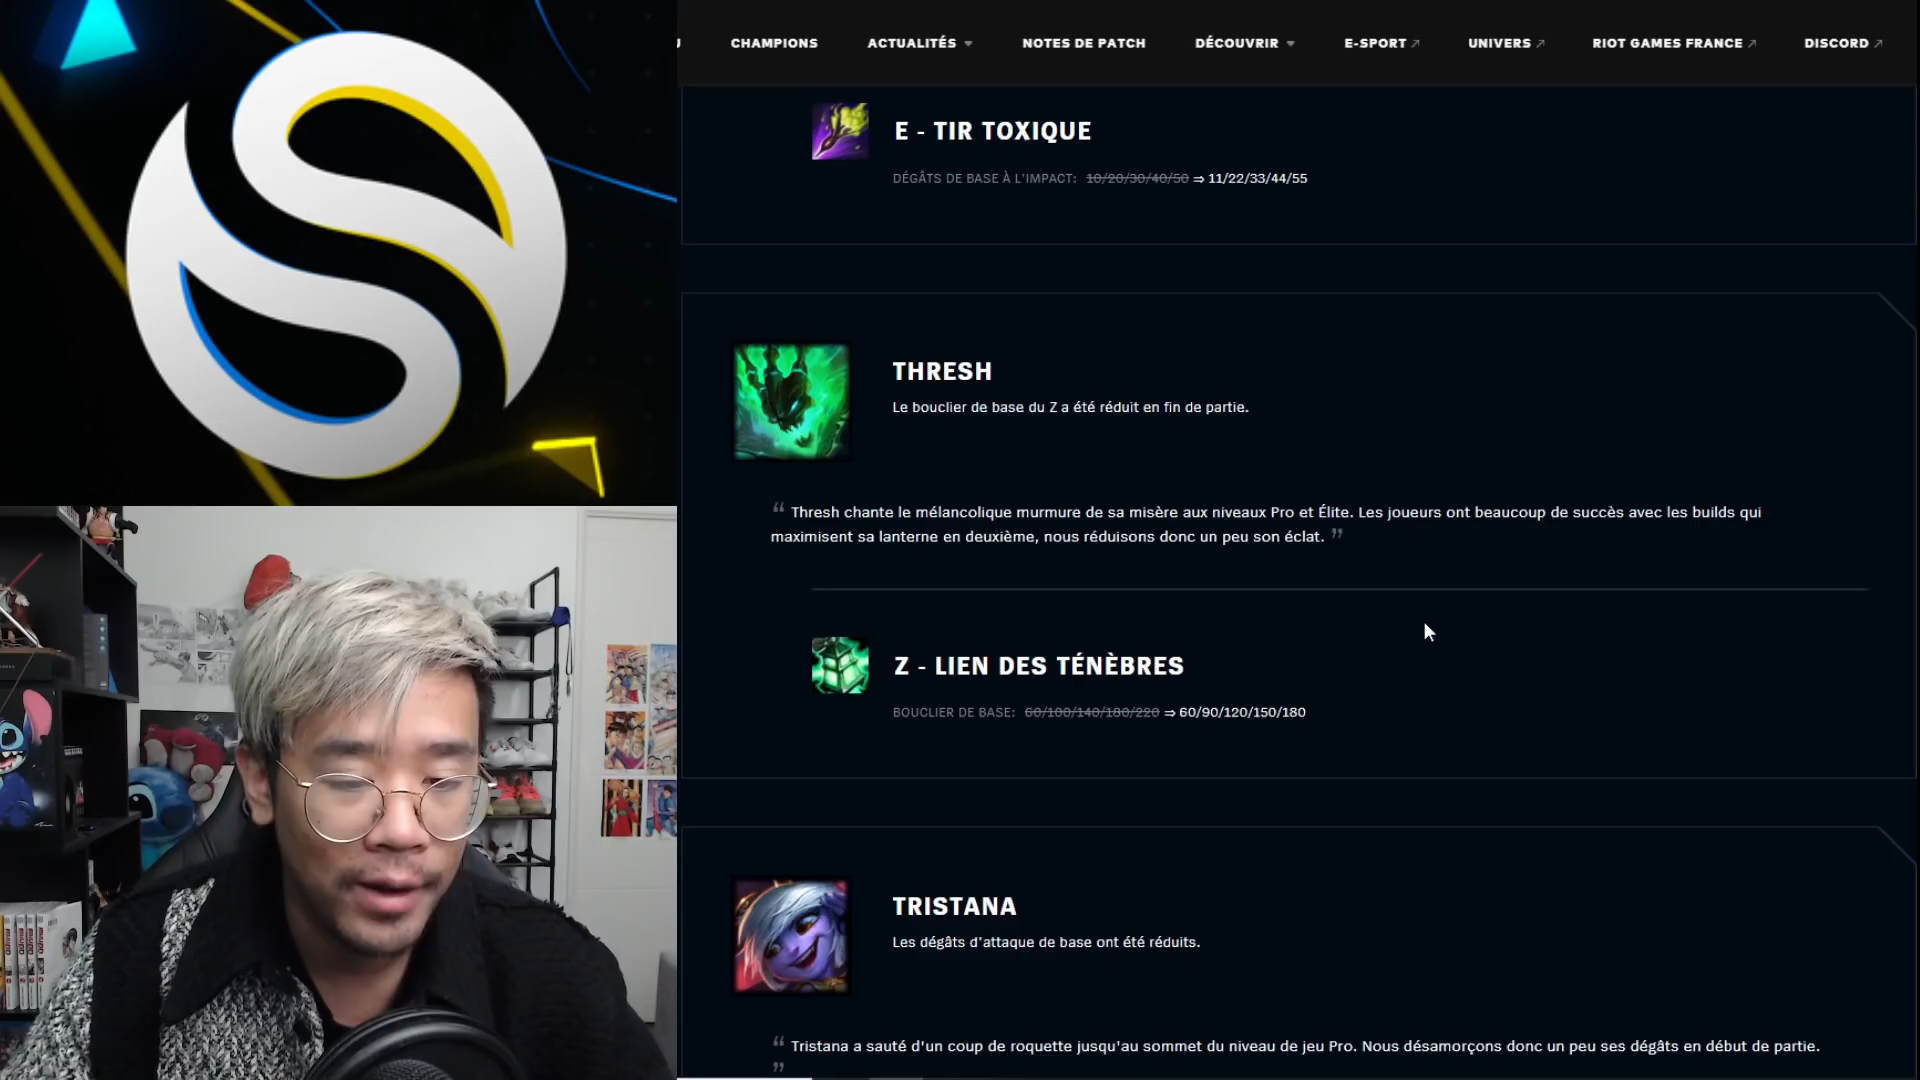 CHAMPIONS
ACTUALITÉS
NOTES DE PATCH
DÉCOUVRIR
E-SPORT
UNIVERS
RIOT GAMES FRANCE
DISCORD
E - TIR TOXIQUE
DÉGÂTS DE BASE À L'IMPACT: 10/20/30/40/50 ⇒ 11/22/33/44/55
THRESH
Le bouclier de base du Z a été réduit en fin de partie.
“ Thresh chante le mélancolique murmure de sa misère aux niveaux Pro et Élite. Les joueurs ont beaucoup de succès avec les builds qui
maximisent sa lanterne en deuxième, nous réduisons donc un peu son éclat. ”
Z - LIEN DES TÉNÈBRES
BOUCLIER DE BASE: 60/100/140/180/220 ⇒ 60/90/120/150/180
TRISTANA
Les dégâts d'attaque de base ont été réduits.
“ Tristana a sauté d'un coup de roquette jusqu'au sommet du niveau de jeu Pro. Nous désamorçons donc un peu ses dégâts en début de partie.
”